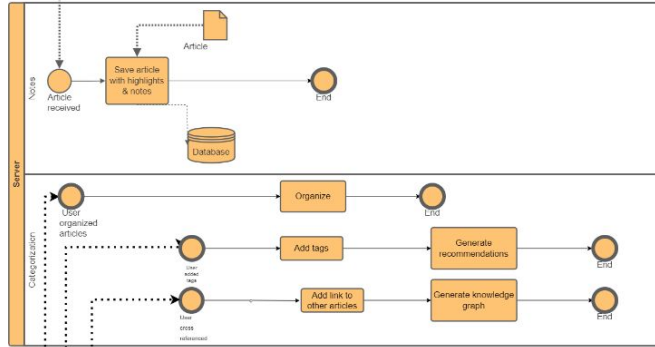 Server
Notes
Article
Save article
with highlights
& notes
Article
received
End
Database
Categorization
User
organized
articles
Organize
End
User
added
tags
Add tags
Generate
recommendations
End
User
cross
referenced
Add link to
other articles
Generate knowledge
graph
End